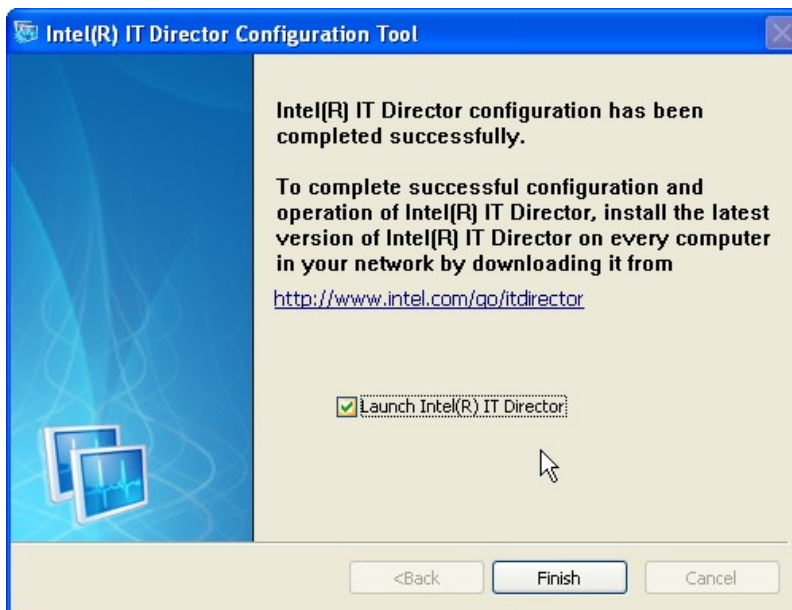 Intel(R) IT Director Configuration Tool
Intel(R) IT Director configuration has been
completed successfully.
To complete successful configuration and
operation of Intel(R) IT Director, install the latest
version of Intel(R) IT Director on every computer
in your network by downloading it from
http://www.intel.com/go/itdirector
Launch Intel(R) IT Director
<Back
Finish
Cancel